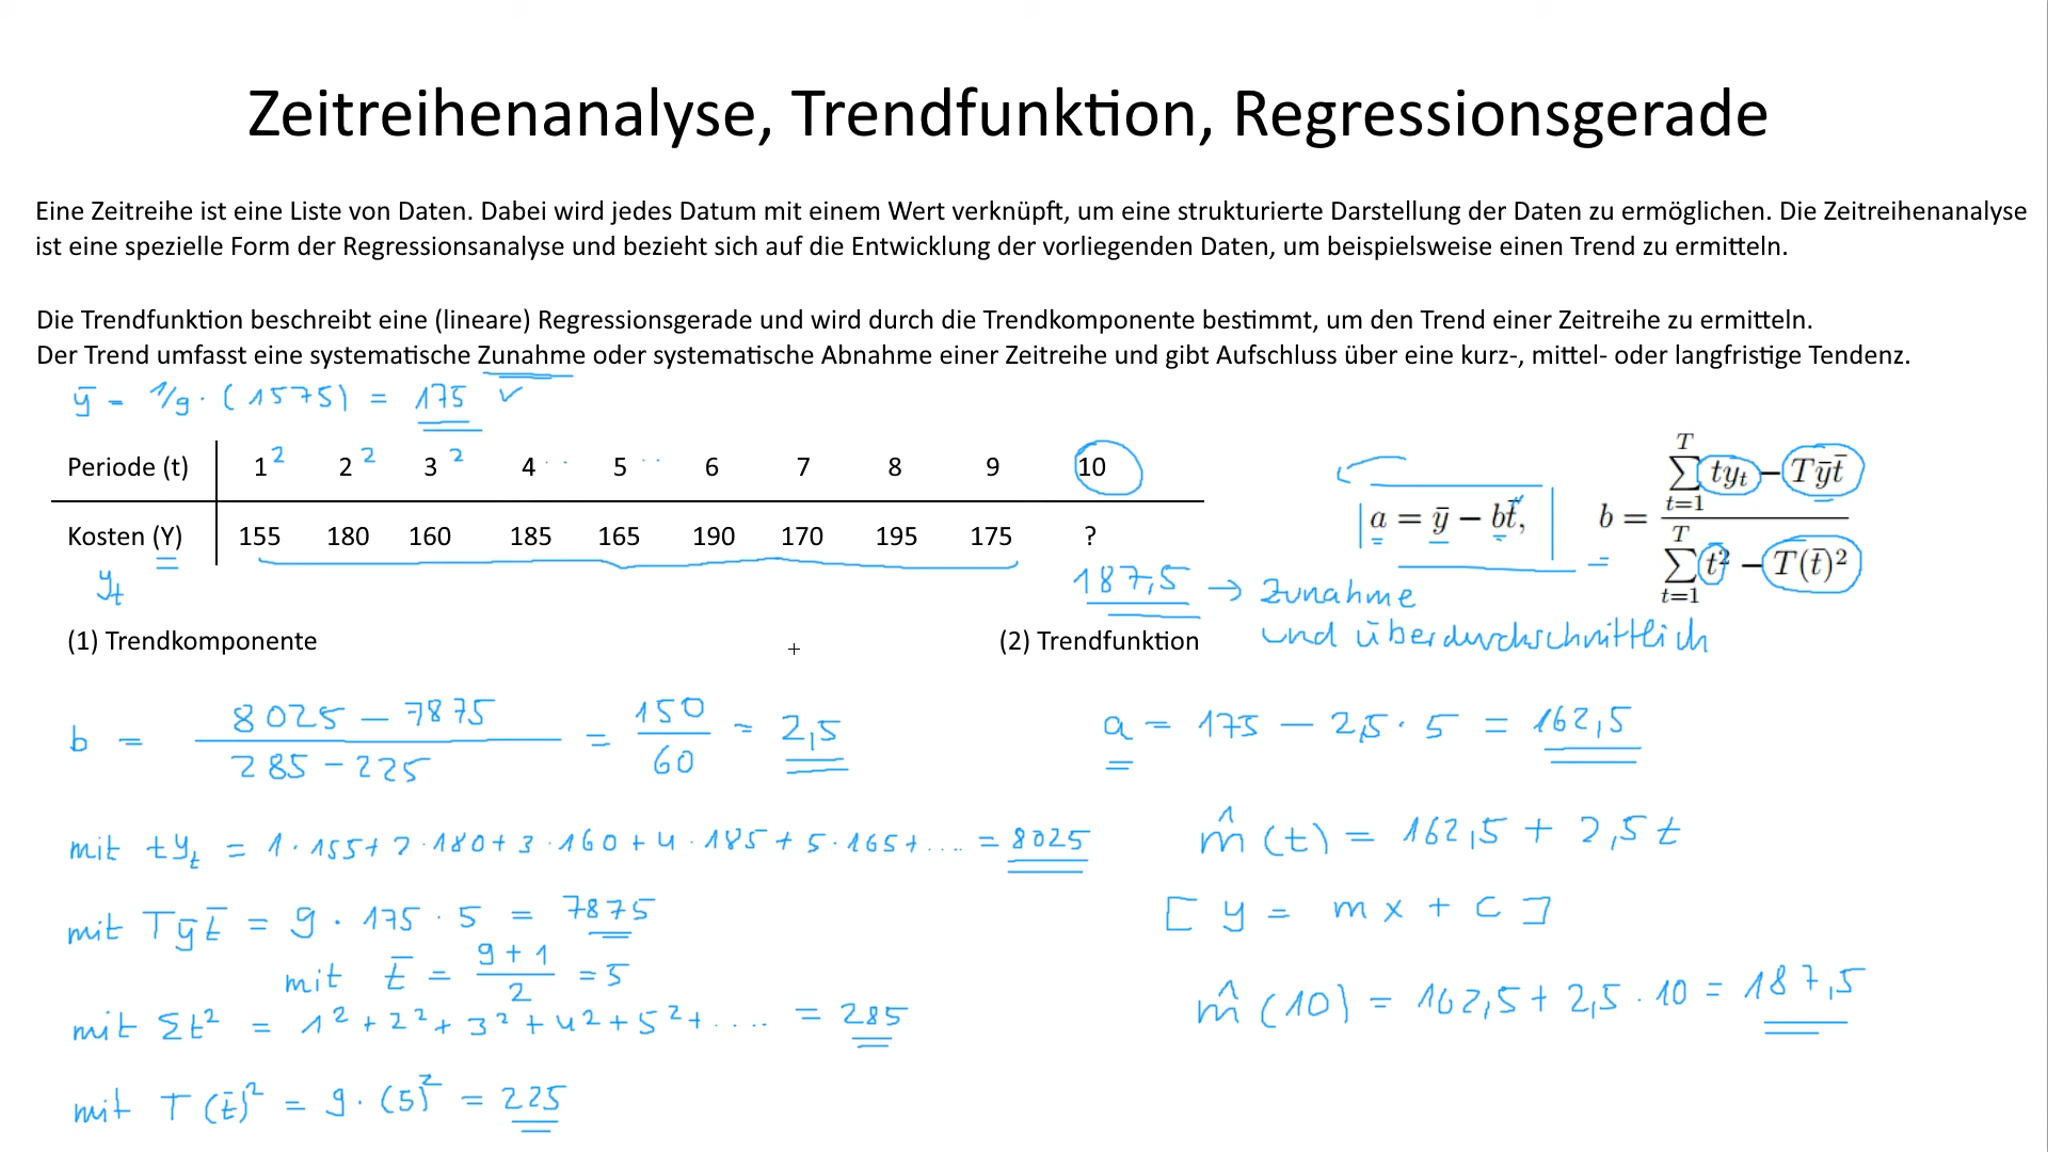 Zeitreihenanalyse, Trendfunktion, Regressionsgerade
Eine Zeitreihe ist eine Liste von Daten. Dabei wird jedes Datum mit einem Wert verknüpft, um eine strukturierte Darstellung der Daten zu ermöglichen. Die Zeitreihenanalyse
ist eine spezielle Form der Regressionsanalyse und bezieht sich auf die Entwicklung der vorliegenden Daten, um beispielsweise einen Trend zu ermitteln.
Die Trendfunktion beschreibt eine (lineare) Regressionsgerade und wird durch die Trendkomponente bestimmt, um den Trend einer Zeitreihe zu ermitteln.
Der Trend umfasst eine systematische Zunahme oder systematische Abnahme einer Zeitreihe und gibt Aufschluss über eine kurz-, mittel- oder langfristige Tendenz.
ȳ = 1/9 · (1575) = 175 ✓
Periode (t) 1² 2² 3² 4 ·· 5 ·· 6 7 8 9 10
Kosten (Y) 155 180 160 185 165 190 170 195 175 ?
y_t
a = ȳ − bt̄, b = (∑_{t=1}^{T} ty_t − Tȳt̄) / (∑_{t=1}^{T} t² − T(t̄)²)
187,5 → Zunahme
und überdurchschnittlich
(1) Trendkomponente
b = (8025 − 7875) / (285 − 225) = 150/60 = 2,5
mit ty_t = 1·155+2·180+3·160+4·185+5·165+.... = 8025
mit Tȳt̄ = 9 · 175 · 5 = 7875
mit t̄ = (9+1)/2 = 5
mit Σt² = 1²+2²+3²+4²+5²+.... = 285
mit T(t̄)² = 9·(5)² = 225
(2) Trendfunktion
a = 175 − 2,5 · 5 = 162,5
m̂(t) = 162,5 + 2,5t
[ y = mx + c ]
m̂(10) = 162,5 + 2,5 · 10 = 187,5